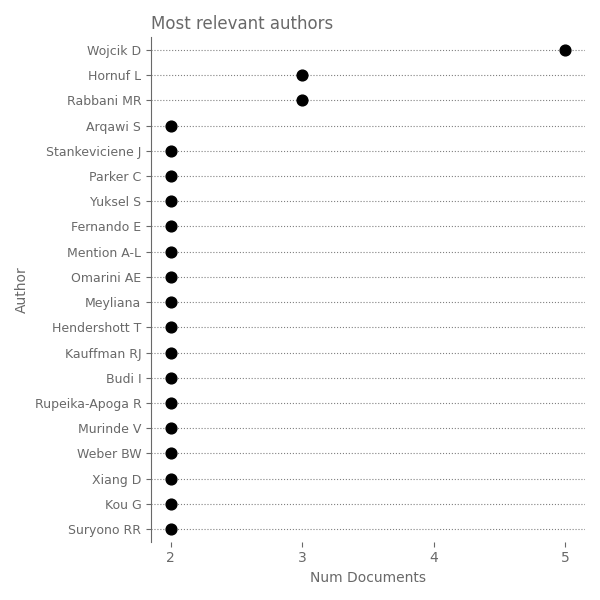 Most relevant authors
Wojcik D
Hornuf L
Rabbani MR
Arqawi S
Stankeviciene J
Parker C
Yuksel S
Fernando E
Mention A-L
Omarini AE
Meyliana
Hendershott T
Kauffman RJ
Budi I
Rupeika-Apoga R
Murinde V
Weber BW
Xiang D
Kou G
Suryono RR
Author
2 3 4 5
Num Documents